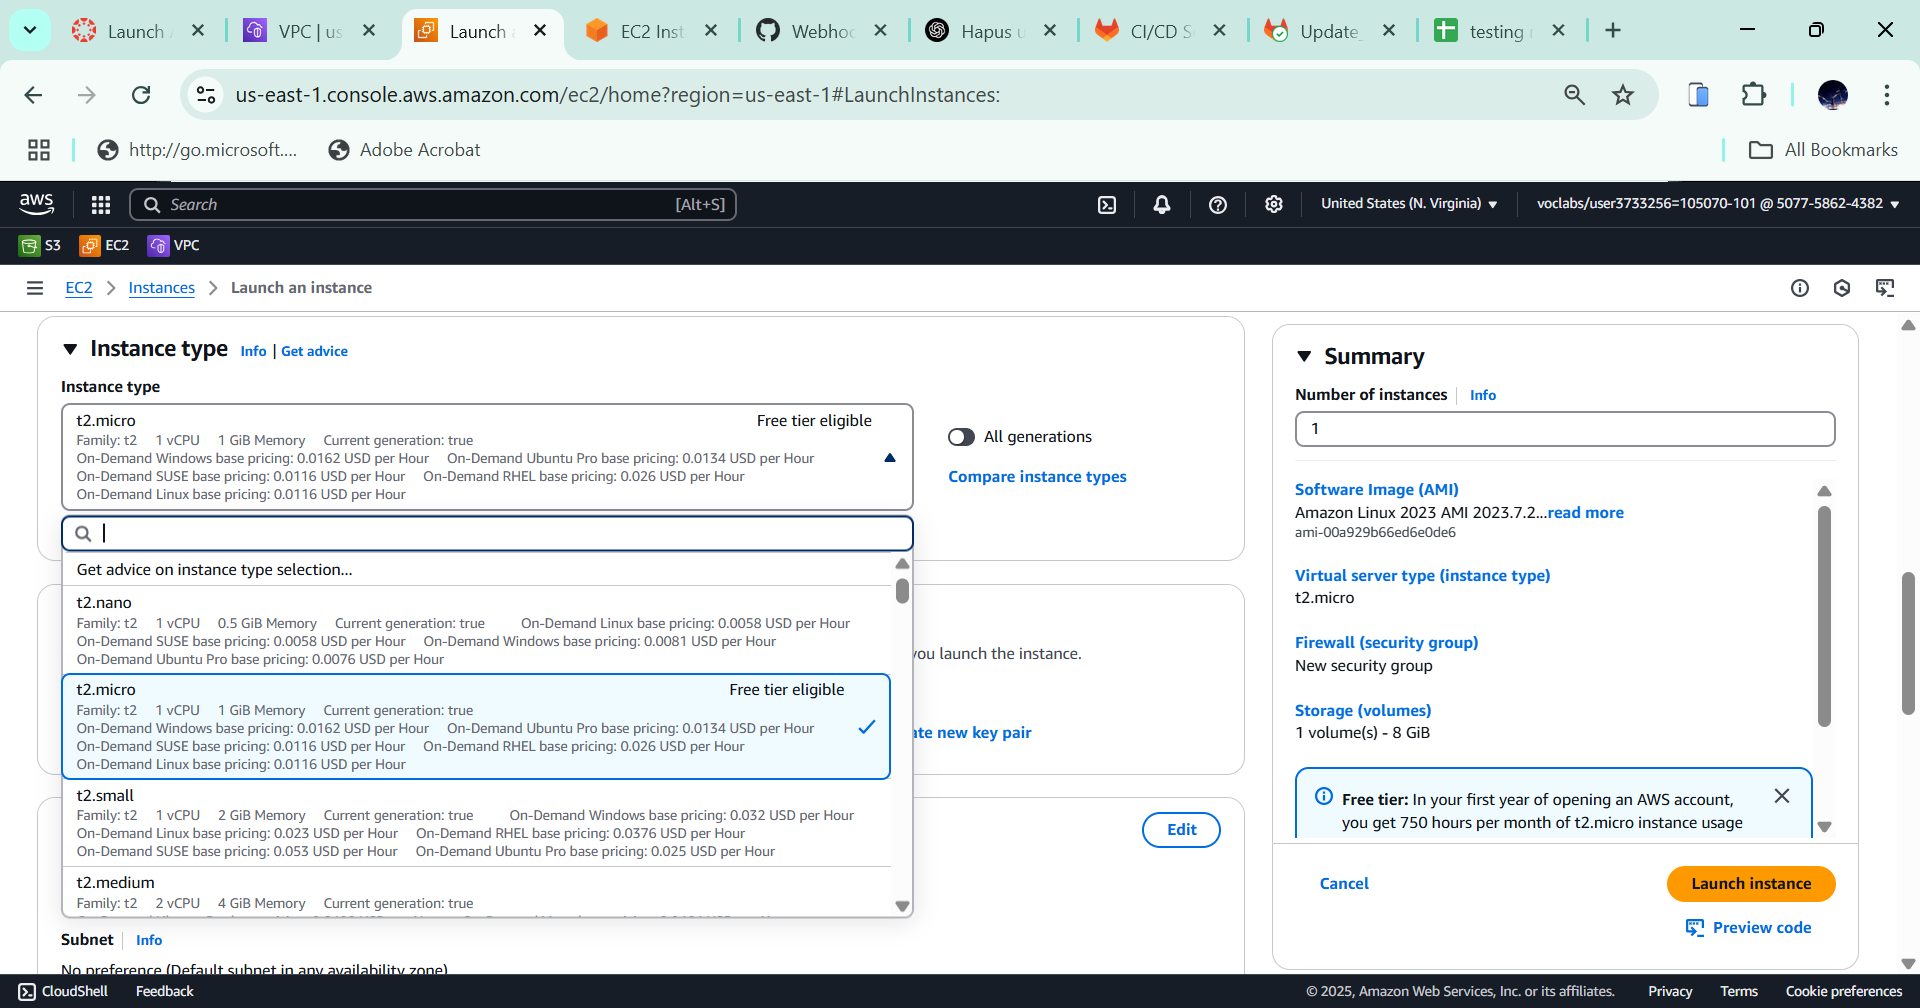 Launch
VPC | us
Launch
EC2 Inst
Webhoc
Hapus u
CI/CD S
Update_
testing
us-east-1.console.aws.amazon.com/ec2/home?region=us-east-1#LaunchInstances:
http://go.microsoft....
Adobe Acrobat
All Bookmarks
aws
Search
[Alt+S]
United States (N. Virginia)
voclabs/user3733256=105070-101 @ 5077-5862-4382
S3
EC2
VPC
EC2 > Instances > Launch an instance
Instance type Info | Get advice
Instance type
t2.micro Free tier eligible
Family: t2 1 vCPU 1 GiB Memory Current generation: true
On-Demand Windows base pricing: 0.0162 USD per Hour On-Demand Ubuntu Pro base pricing: 0.0134 USD per Hour
On-Demand SUSE base pricing: 0.0116 USD per Hour On-Demand RHEL base pricing: 0.026 USD per Hour
On-Demand Linux base pricing: 0.0116 USD per Hour
All generations
Compare instance types
Get advice on instance type selection...
t2.nano
Family: t2 1 vCPU 0.5 GiB Memory Current generation: true On-Demand Linux base pricing: 0.0058 USD per Hour
On-Demand SUSE base pricing: 0.0058 USD per Hour On-Demand Windows base pricing: 0.0081 USD per Hour
On-Demand Ubuntu Pro base pricing: 0.0076 USD per Hour
t2.micro Free tier eligible
Family: t2 1 vCPU 1 GiB Memory Current generation: true
On-Demand Windows base pricing: 0.0162 USD per Hour On-Demand Ubuntu Pro base pricing: 0.0134 USD per Hour
On-Demand SUSE base pricing: 0.0116 USD per Hour On-Demand RHEL base pricing: 0.026 USD per Hour
On-Demand Linux base pricing: 0.0116 USD per Hour
t2.small
Family: t2 1 vCPU 2 GiB Memory Current generation: true On-Demand Windows base pricing: 0.032 USD per Hour
On-Demand Linux base pricing: 0.023 USD per Hour On-Demand RHEL base pricing: 0.0376 USD per Hour
On-Demand SUSE base pricing: 0.053 USD per Hour On-Demand Ubuntu Pro base pricing: 0.025 USD per Hour
t2.medium
Family: t2 2 vCPU 4 GiB Memory Current generation: true
you launch the instance.
ate new key pair
Edit
Subnet Info
No preference (Default subnet in any availability zone)
Summary
Number of instances Info
1
Software Image (AMI)
Amazon Linux 2023 AMI 2023.7.2...read more
ami-00a929b66ed6e0de6
Virtual server type (instance type)
t2.micro
Firewall (security group)
New security group
Storage (volumes)
1 volume(s) - 8 GiB
Free tier: In your first year of opening an AWS account,
you get 750 hours per month of t2.micro instance usage
Cancel
Launch instance
Preview code
CloudShell
Feedback
© 2025, Amazon Web Services, Inc. or its affiliates.
Privacy
Terms
Cookie preferences